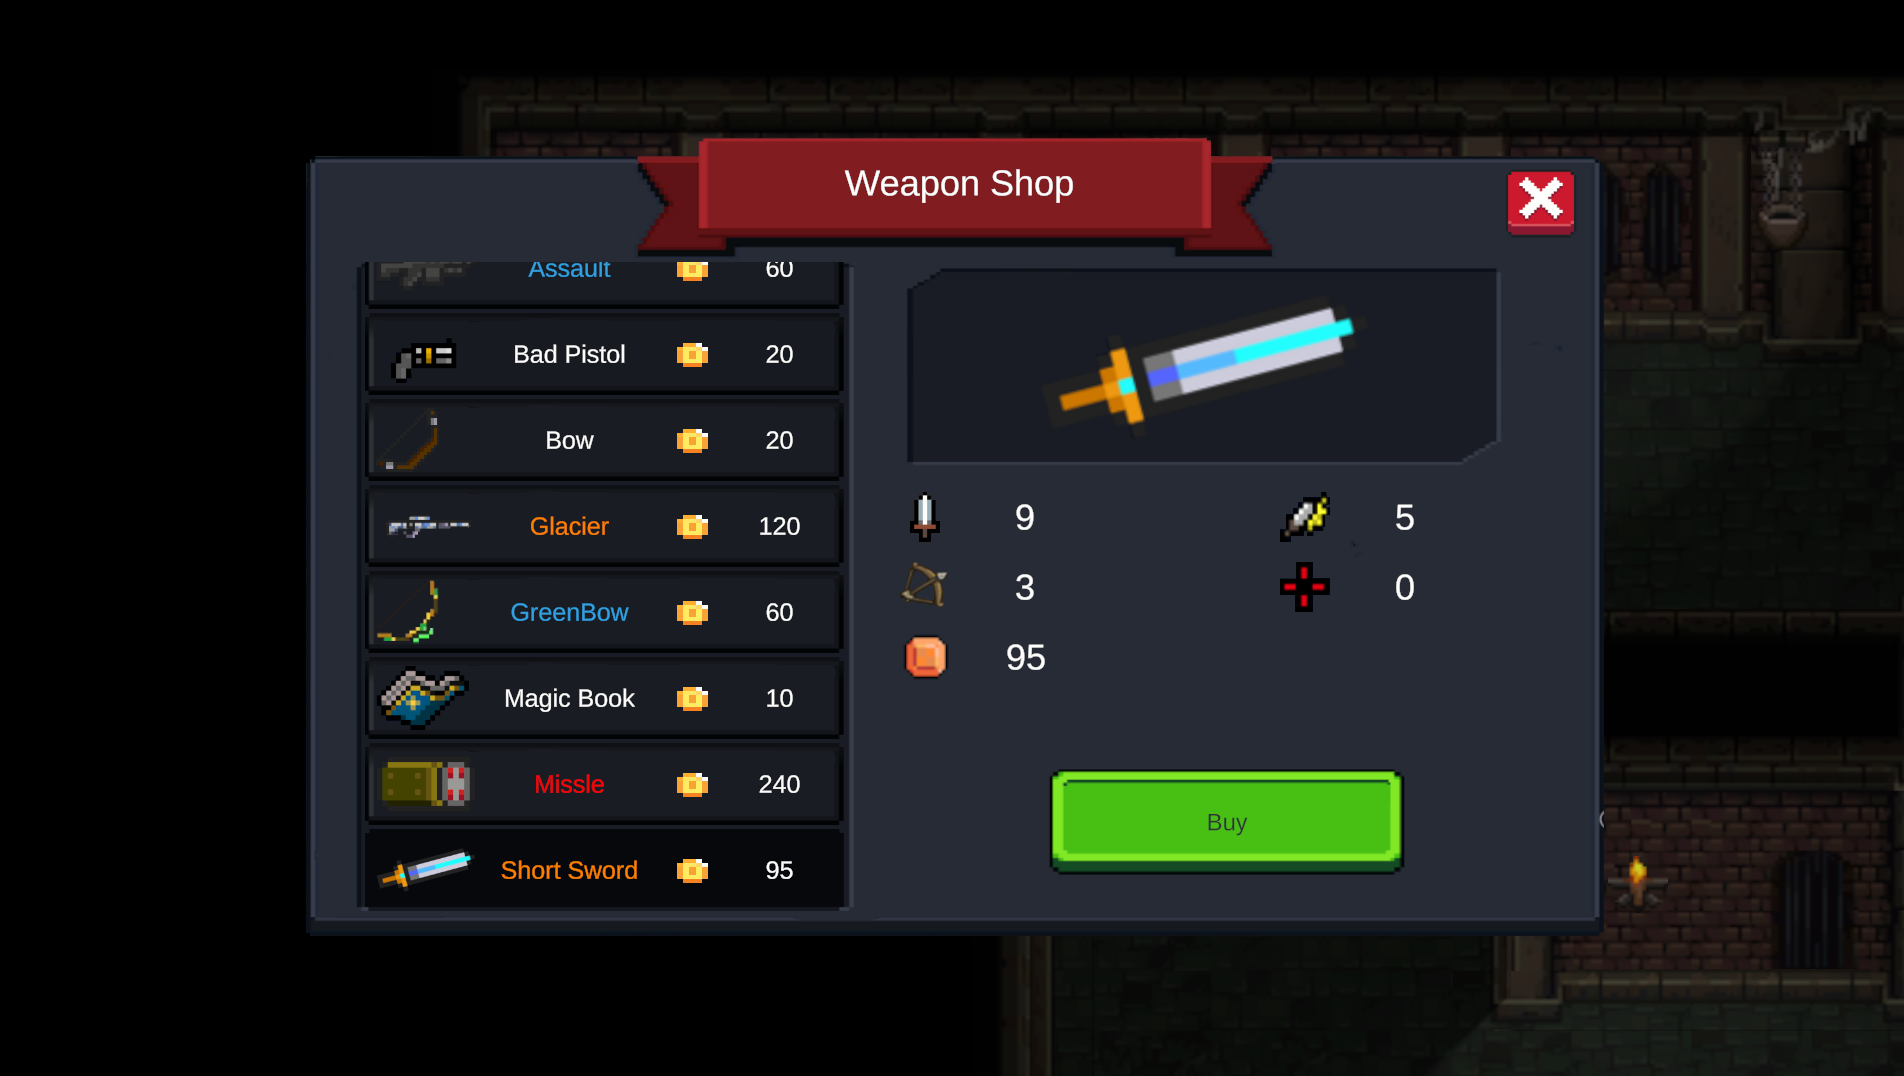 Weapon Shop
Assault 60
Bad Pistol 20
Bow 20
Glacier 120
GreenBow 60
Magic Book 10
Missle 240
Short Sword 95
9 5
3 0
95
Buy